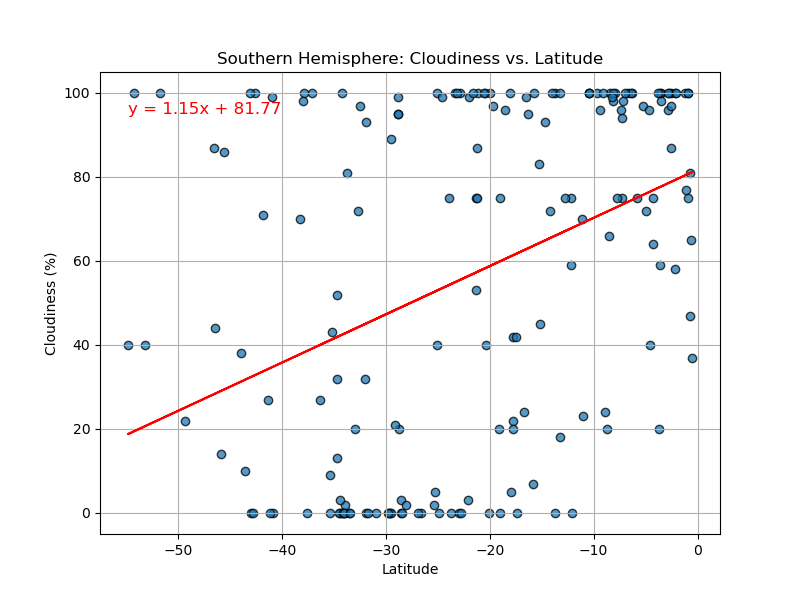 Southern Hemisphere: Cloudiness vs. Latitude
y = 1.15x + 81.77
100
80
60
40
20
0
Cloudiness (%)
−50 −40 −30 −20 −10 0
Latitude